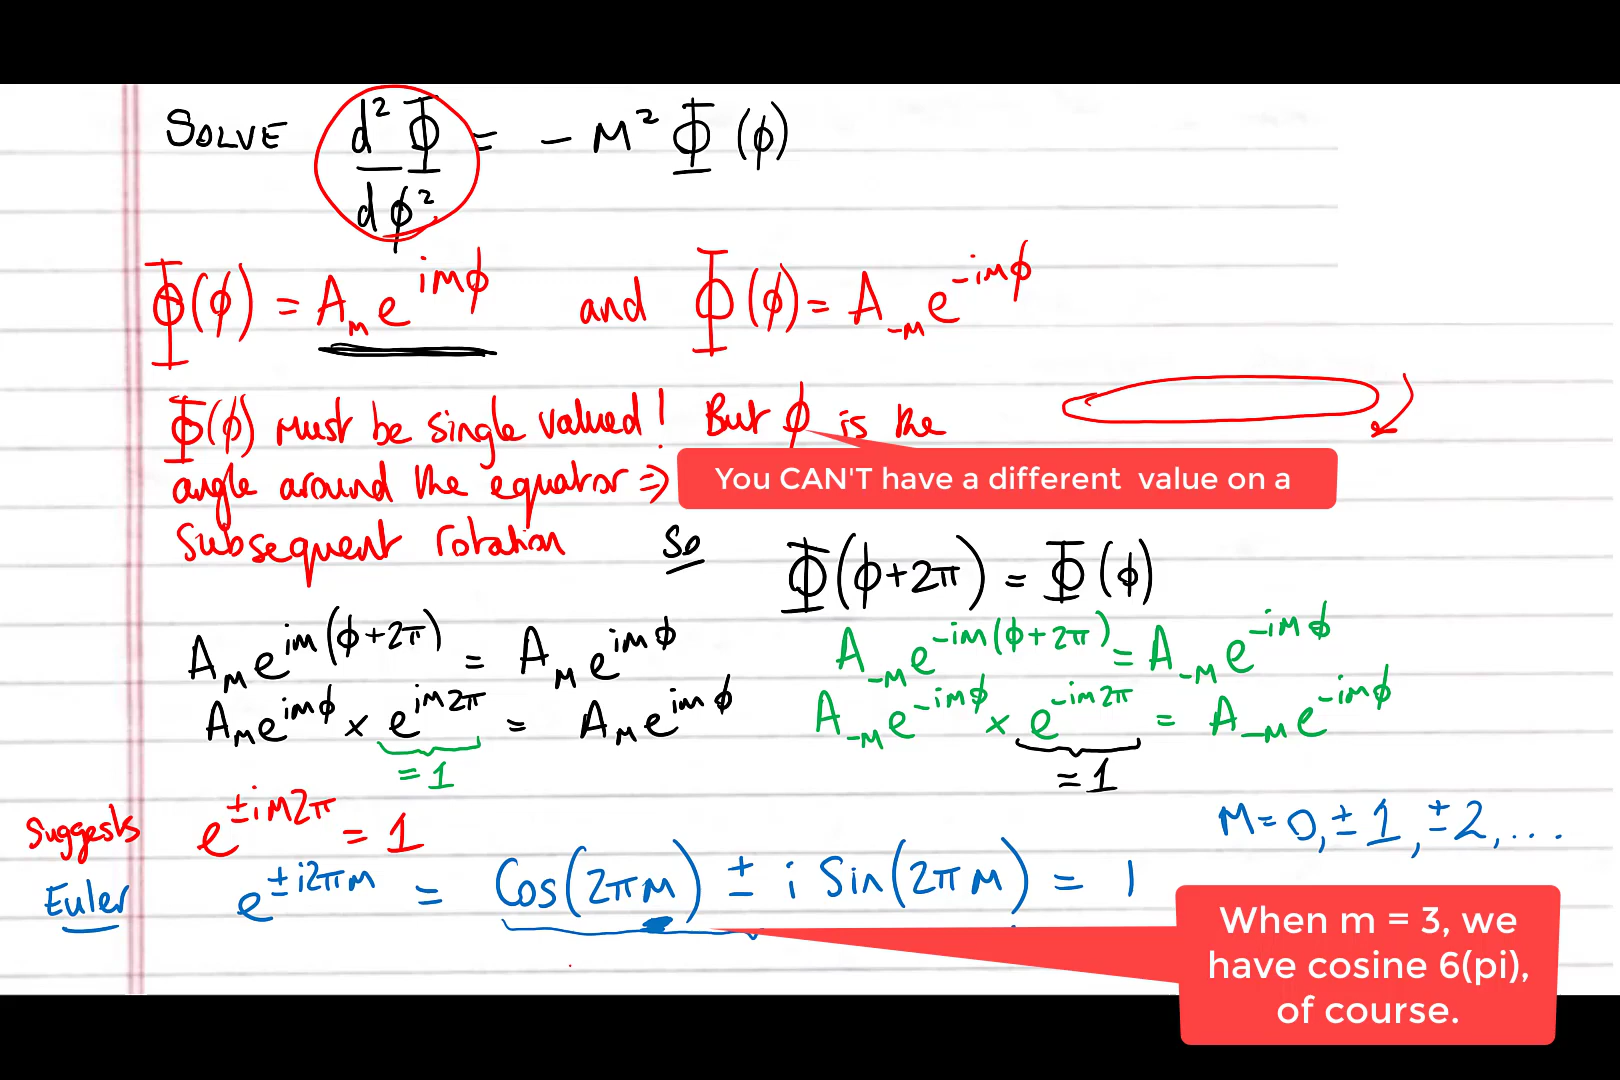 SOLVE d²Φ/dϕ² = -M² Φ(ϕ)
Φ(ϕ) = A_m e^{imϕ} and Φ(ϕ) = A_{-M} e^{-imϕ}
Φ(ϕ) must be single valued! But ϕ is the
angle around the equator ⇒
You CAN'T have a different value on a
subsequent rotation So Φ(ϕ+2π) = Φ(ϕ)
A_M e^{im(ϕ+2π)} = A_M e^{imϕ}
A_{-M} e^{-im(ϕ+2π)} = A_{-M} e^{-imϕ}
A_M e^{imϕ} × e^{im2π} = A_M e^{imϕ}
=1
A_{-M} e^{-imϕ} × e^{-im2π} = A_{-M} e^{-imϕ}
=1
Suggests e^{±im2π} = 1
M = 0, ±1, ±2, ...
Euler e^{±i2πm} = Cos(2πm) ± i Sin(2πm) = 1
When m = 3, we
have cosine 6(pi),
of course.